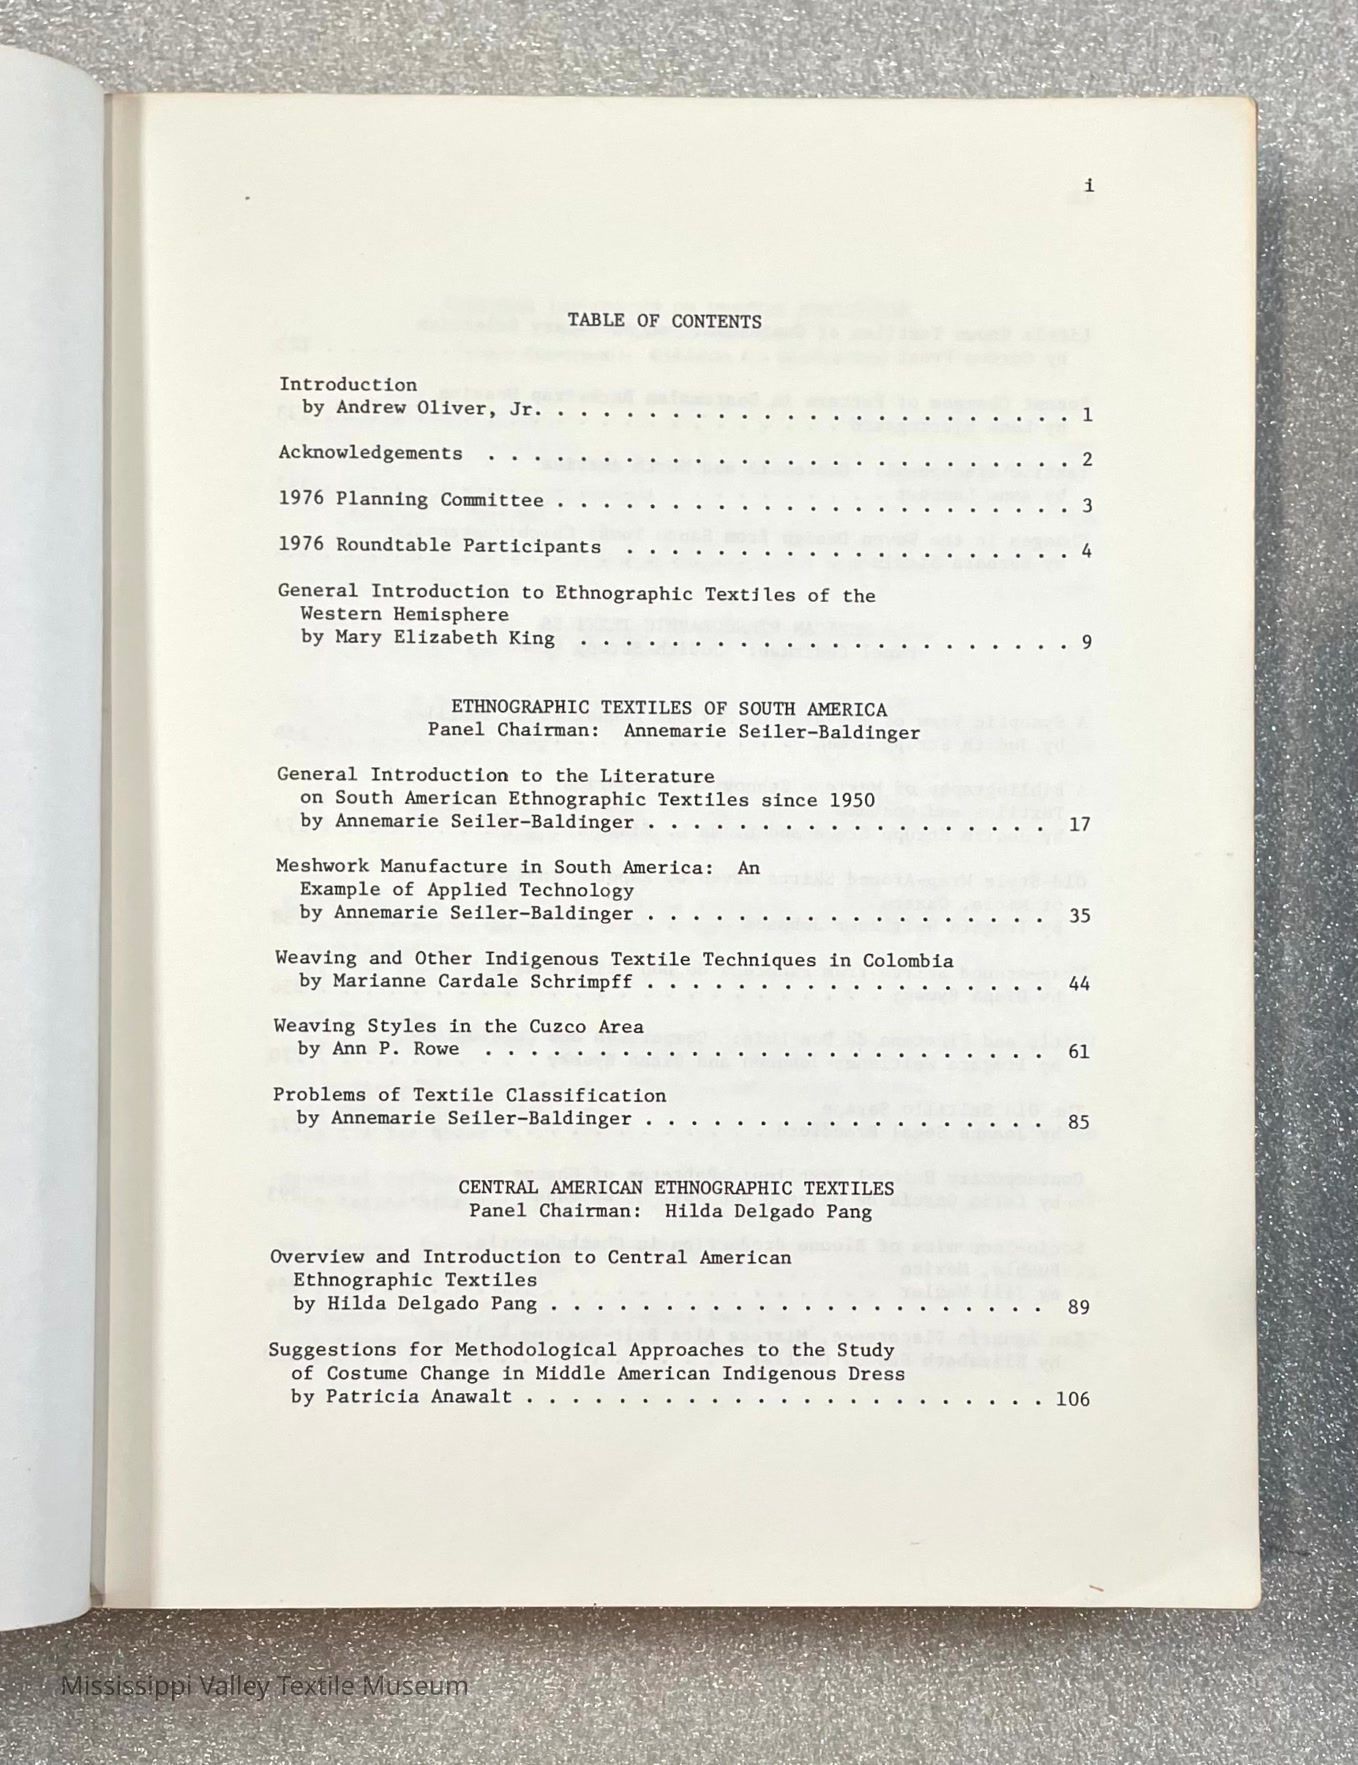 i
TABLE OF CONTENTS
Introduction
by Andrew Oliver, Jr. . . . . . . . . . . . . . . . . . . . . . . . . 1
Acknowledgements . . . . . . . . . . . . . . . . . . . . . . . . . . 2
1976 Planning Committee . . . . . . . . . . . . . . . . . . . . . . . 3
1976 Roundtable Participants . . . . . . . . . . . . . . . . . . . . 4
General Introduction to Ethnographic Textiles of the
Western Hemisphere
by Mary Elizabeth King . . . . . . . . . . . . . . . . . . . . . . 9
ETHNOGRAPHIC TEXTILES OF SOUTH AMERICA
Panel Chairman: Annemarie Seiler-Baldinger
General Introduction to the Literature
on South American Ethnographic Textiles since 1950
by Annemarie Seiler-Baldinger . . . . . . . . . . . . . . . . . . 17
Meshwork Manufacture in South America: An
Example of Applied Technology
by Annemarie Seiler-Baldinger . . . . . . . . . . . . . . . . . . 35
Weaving and Other Indigenous Textile Techniques in Colombia
by Marianne Cardale Schrimpff . . . . . . . . . . . . . . . . . . 44
Weaving Styles in the Cuzco Area
by Ann P. Rowe . . . . . . . . . . . . . . . . . . . . . . . . . 61
Problems of Textile Classification
by Annemarie Seiler-Baldinger . . . . . . . . . . . . . . . . . . 85
CENTRAL AMERICAN ETHNOGRAPHIC TEXTILES
Panel Chairman: Hilda Delgado Pang
Overview and Introduction to Central American
Ethnographic Textiles
by Hilda Delgado Pang . . . . . . . . . . . . . . . . . . . . . . 89
Suggestions for Methodological Approaches to the Study
of Costume Change in Middle American Indigenous Dress
by Patricia Anawalt . . . . . . . . . . . . . . . . . . . . . . . 106
Mississippi Valley Textile Museum